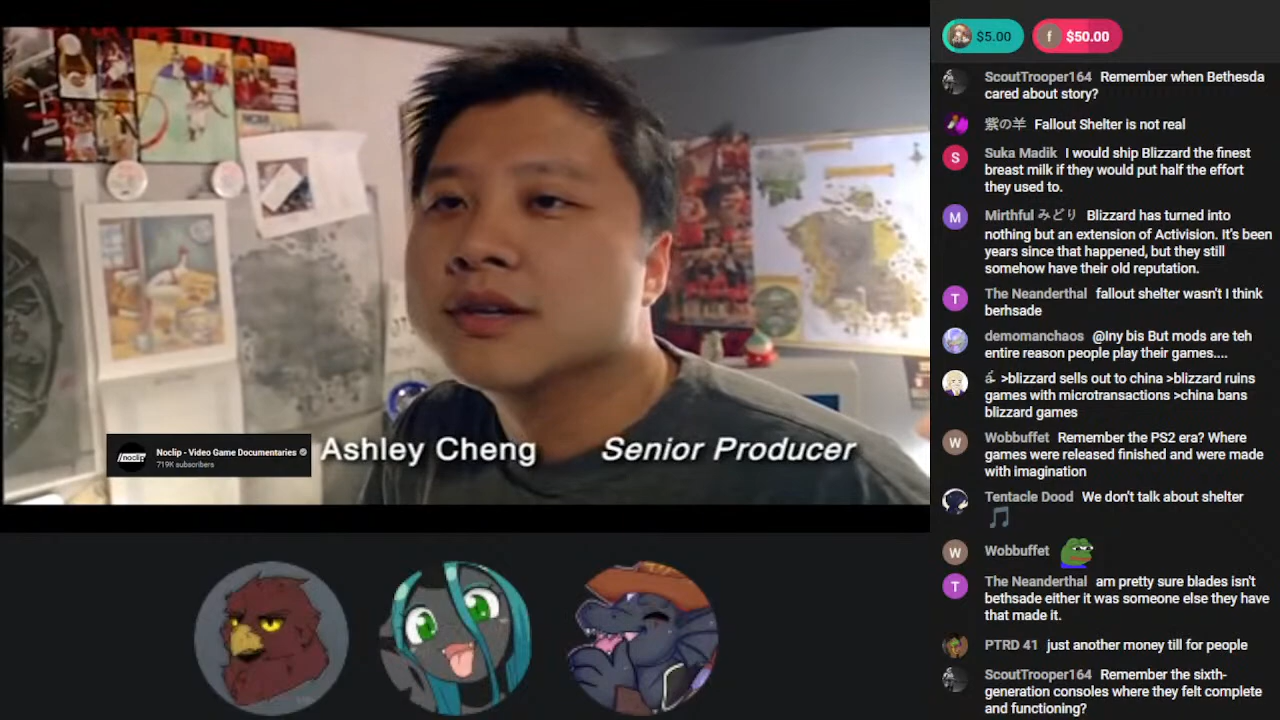 $5.00
f
$50.00
ScoutTrooper164 Remember when Bethesda
cared about story?
紫の羊 Fallout Shelter is not real
S
Suka Madik I would ship Blizzard the finest
breast milk if they would put half the effort
they used to.
M
Mirthful みどり Blizzard has turned into
nothing but an extension of Activision. It's been
years since that happened, but they still
somehow have their old reputation.
T
The Neanderthal fallout shelter wasn't I think
berhsade
demomanchaos @Iny bis But mods are teh
entire reason people play their games....
>blizzard sells out to china >blizzard ruins
games with microtransactions >china bans
blizzard games
W
Wobbuffet Remember the PS2 era? Where
games were released finished and were made
with imagination
Tentacle Dood We don't talk about shelter
W
Wobbuffet
T
The Neanderthal am pretty sure blades isn't
bethsade either it was someone else they have
that made it.
PTRD 41 just another money till for people
ScoutTrooper164 Remember the sixth-
generation consoles where they felt complete
and functioning?
/noclip
Noclip - Video Game Documentaries
719K subscribers
Ashley Cheng Senior Producer